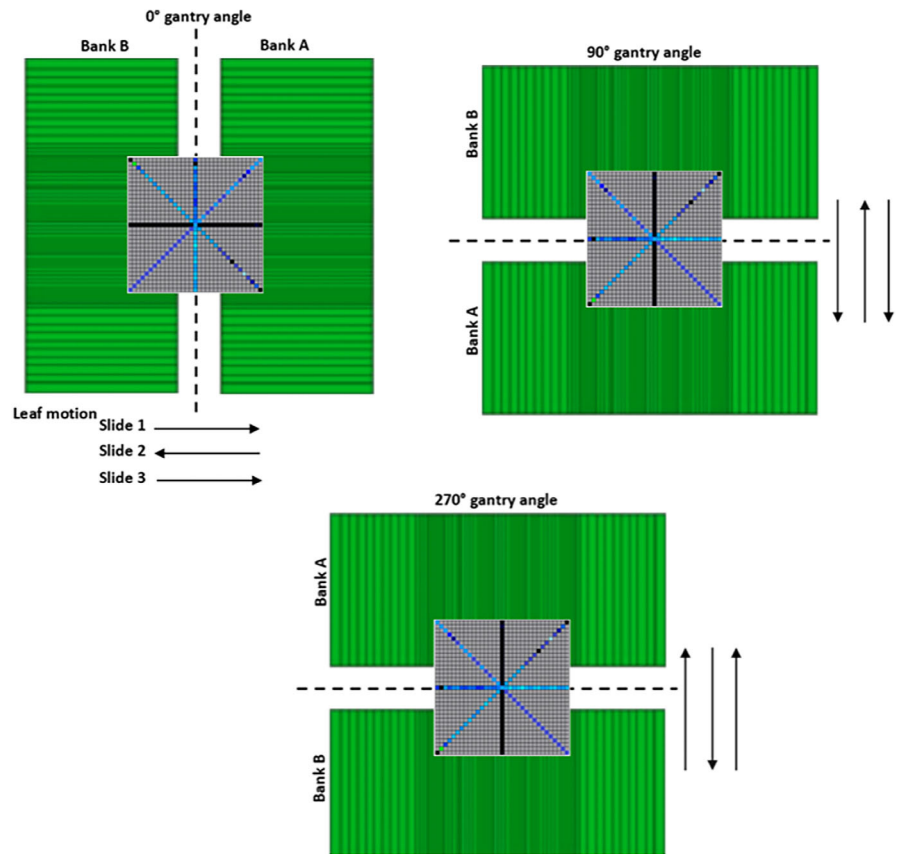 0° gantry angle
Bank B
Bank A
Leaf motion
Slide 1
Slide 2
Slide 3
90° gantry angle
Bank B
Bank A
270° gantry angle
Bank A
Bank B